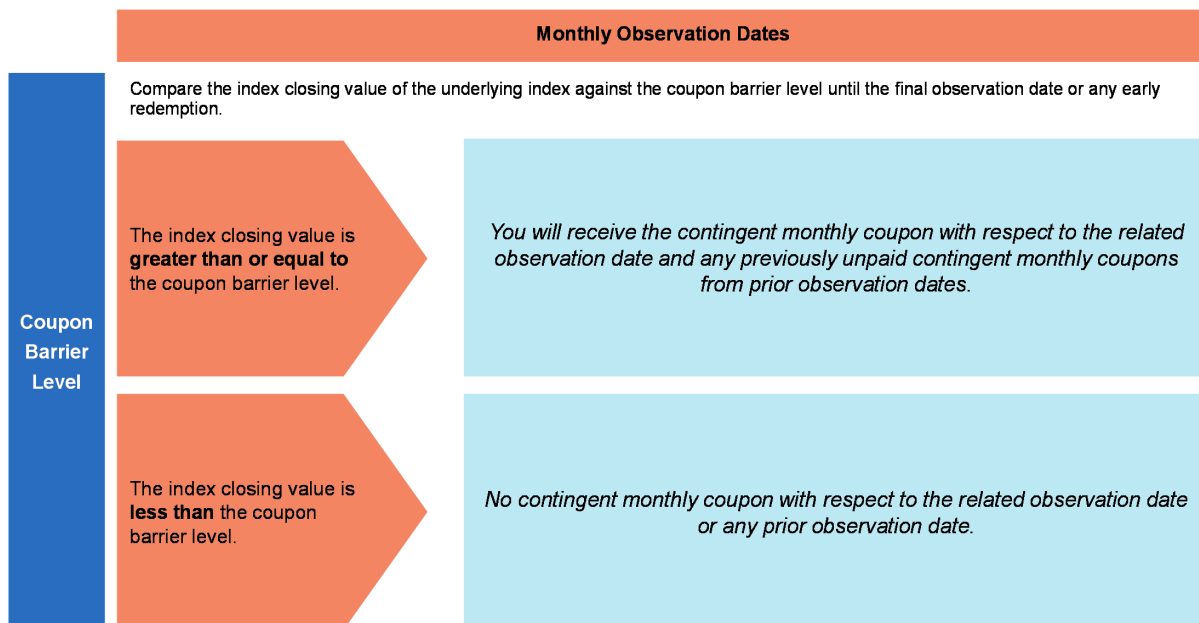 Monthly Observation Dates
Compare the index closing value of the underlying index against the coupon barrier level until the final observation date or any early
redemption.
Coupon
Barrier
Level
The index closing value is
greater than or equal to
the coupon barrier level.
You will receive the contingent monthly coupon with respect to the related
observation date and any previously unpaid contingent monthly coupons
from prior observation dates.
The index closing value is
less than the coupon
barrier level.
No contingent monthly coupon with respect to the related observation date
or any prior observation date.